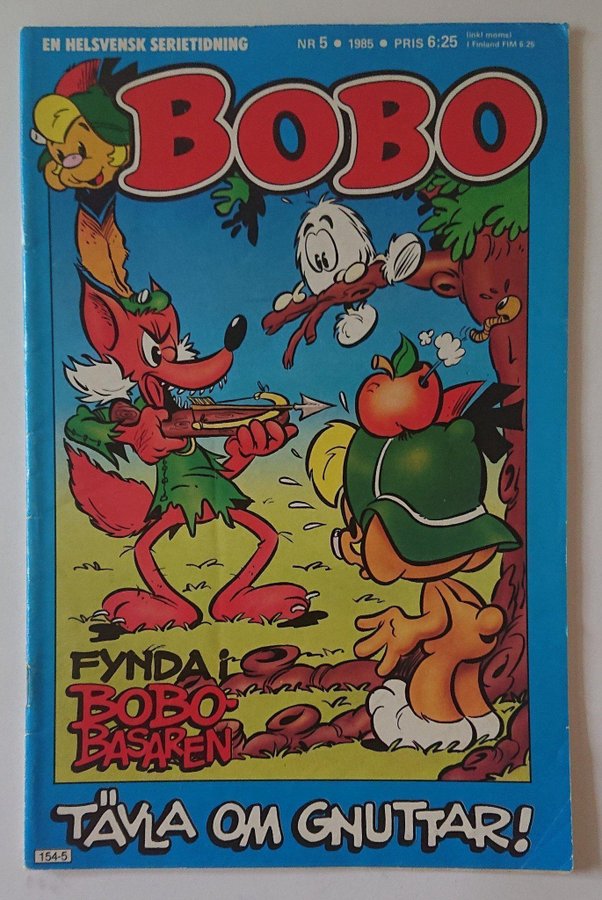 EN HELSVENSK SERIETIDNING
NR 5 • 1985 • PRIS 6:25
(inkl moms)
i Finland FIM 6.25
BOBO
FYNDA i
BOBO-
BASAREN
TÄVLA OM GNUTTAR!
154-5